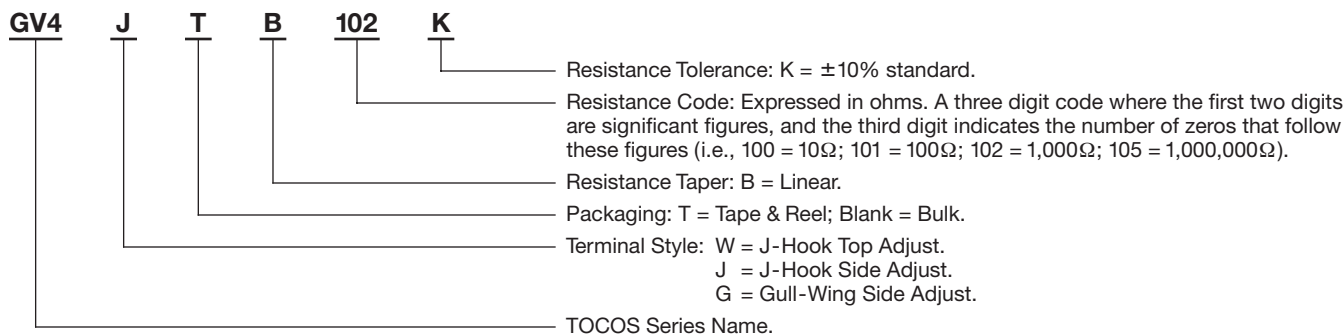 GV4 J T B 102 K
Resistance Tolerance: K = ±10% standard.
Resistance Code: Expressed in ohms. A three digit code where the first two digits
are significant figures, and the third digit indicates the number of zeros that follow
these figures (i.e., 100 = 10Ω; 101 = 100Ω; 102 = 1,000Ω; 105 = 1,000,000Ω).
Resistance Taper: B = Linear.
Packaging: T = Tape & Reel; Blank = Bulk.
Terminal Style: W = J-Hook Top Adjust.
J = J-Hook Side Adjust.
G = Gull-Wing Side Adjust.
TOCOS Series Name.